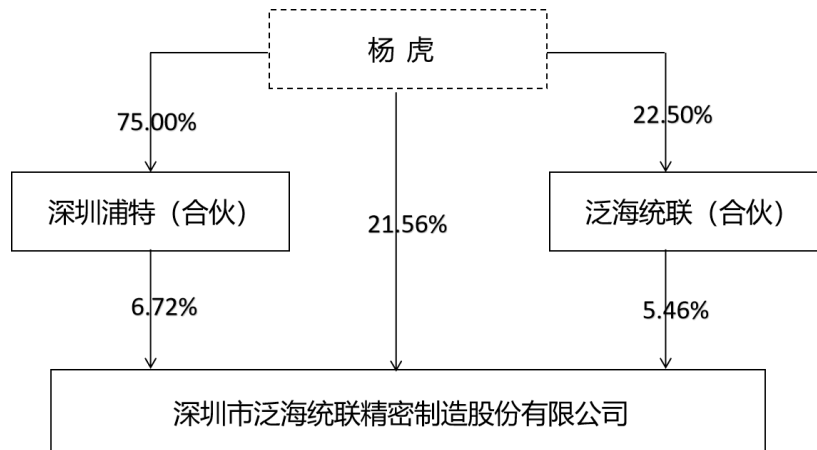 杨 虎
75.00%
22.50%
深圳浦特（合伙）
21.56%
泛海统联（合伙）
6.72%
5.46%
深圳市泛海统联精密制造股份有限公司